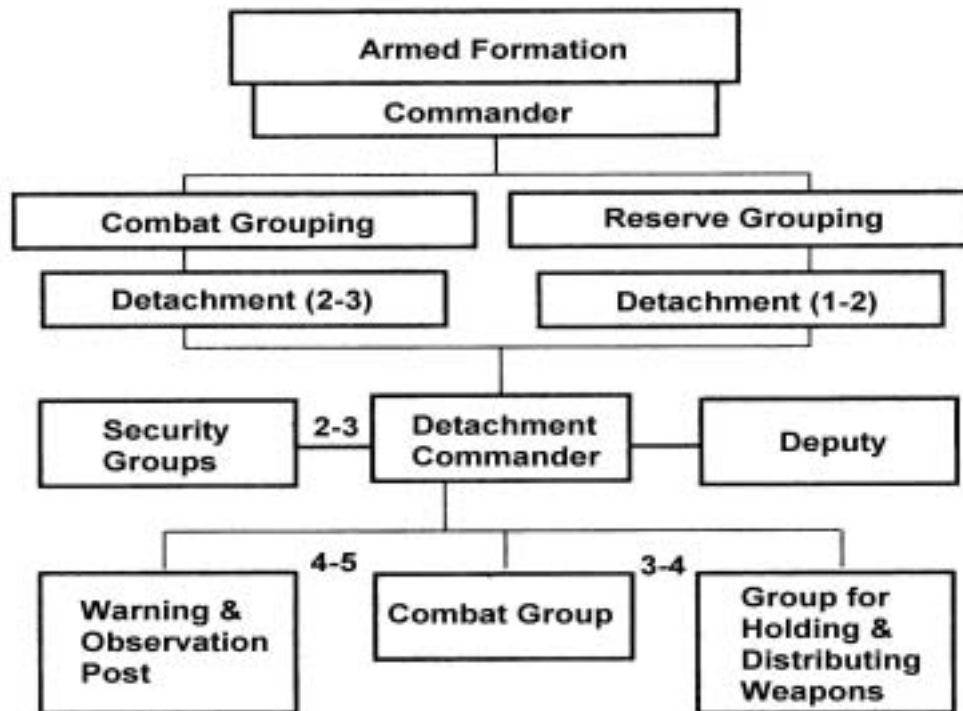 Armed Formation
Commander
Combat Grouping
Reserve Grouping
Detachment (2-3)
Detachment (1-2)
Security
Groups
2-3
Detachment
Commander
Deputy
4-5
3-4
Warning &
Observation
Post
Combat Group
Group for
Holding &
Distributing
Weapons